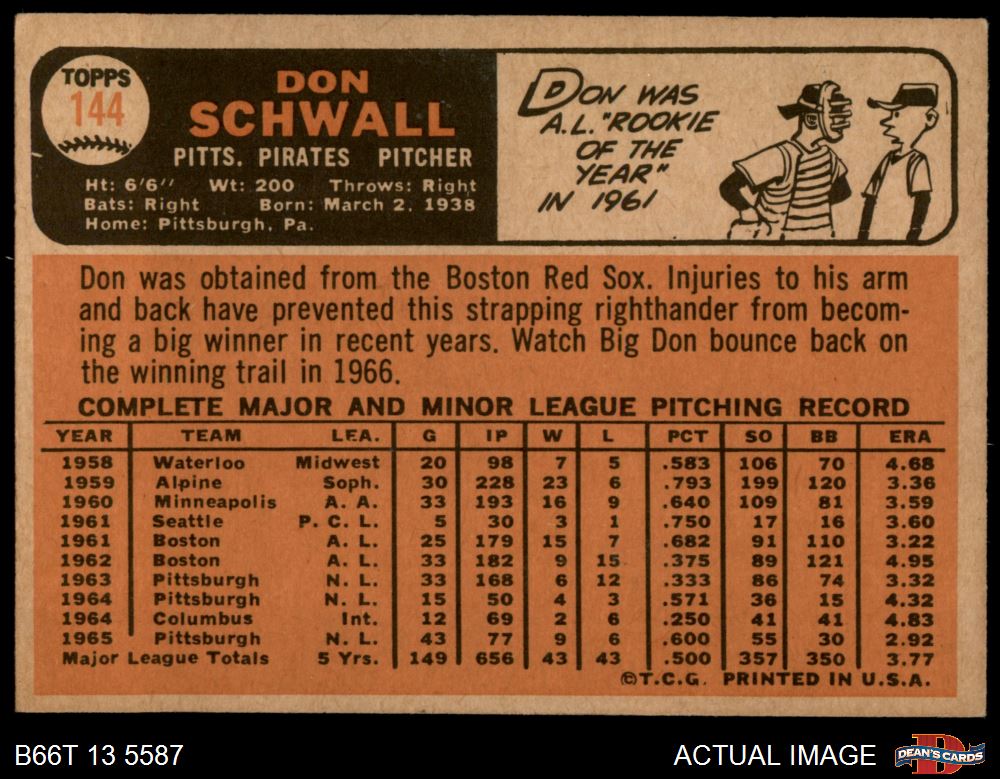 TOPPS
144
DON
SCHWALL
PITTS. PIRATES PITCHER
Ht: 6'6" Wt: 200 Throws: Right
Bats: Right Born: March 2, 1938
Home: Pittsburgh, Pa.
DON WAS
A.L. "ROOKIE
OF THE
YEAR"
IN 1961
Don was obtained from the Boston Red Sox. Injuries to his arm
and back have prevented this strapping righthander from becom-
ing a big winner in recent years. Watch Big Don bounce back on
the winning trail in 1966.
COMPLETE MAJOR AND MINOR LEAGUE PITCHING RECORD
YEAR TEAM LEA. G IP W L PCT SO BB ERA
1958 Waterloo Midwest 20 98 7 5 .583 106 70 4.68
1959 Alpine Soph. 30 228 23 6 .793 199 120 3.36
1960 Minneapolis A. A. 33 193 16 9 .640 109 81 3.59
1961 Seattle P. C. L. 5 30 3 1 .750 17 16 3.60
1961 Boston A. L. 25 179 15 7 .682 91 110 3.22
1962 Boston A. L. 33 182 9 15 .375 89 121 4.95
1963 Pittsburgh N. L. 33 168 6 12 .333 86 74 3.32
1964 Pittsburgh N. L. 15 50 4 3 .571 36 15 4.32
1964 Columbus Int. 12 69 2 6 .250 41 41 4.83
1965 Pittsburgh N. L. 43 77 9 6 .600 55 30 2.92
Major League Totals 5 Yrs. 149 656 43 43 .500 357 350 3.77
©T.C.G. PRINTED IN U.S.A.
B66T 13 5587
ACTUAL IMAGE
DEAN'S CARDS